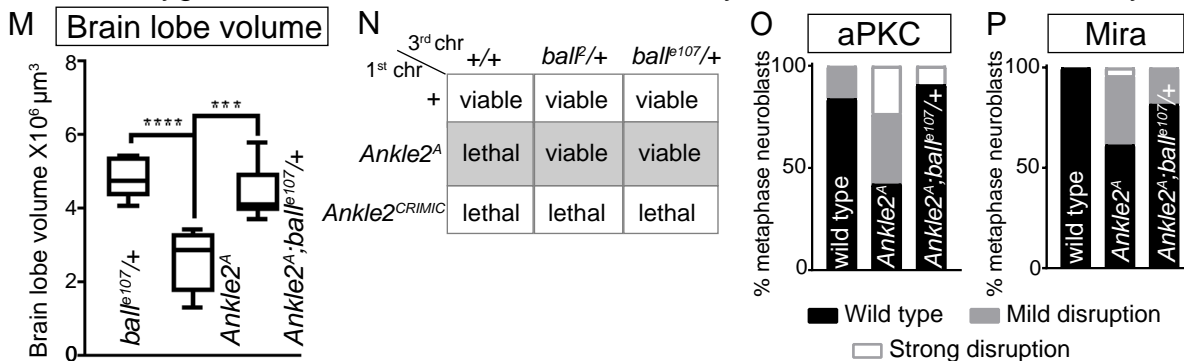 M Brain lobe volume
Brain lobe volume X10⁶ µm³
8
6
4
2
0
****
***
ball^e107/+
Ankle2^A
Ankle2^A;ball^e107/+
N
3rd chr
1st chr
+/+ ball²/+ ball^e107/+
+ viable viable viable
Ankle2^A lethal viable viable
Ankle2^CRIMIC lethal lethal lethal
O aPKC
% metaphase neuroblasts
100
50
0
wild type
Ankle2^A
Ankle2^A;ball^e107/+
P Mira
% metaphase neuroblasts
100
50
0
wild type
Ankle2^A
Ankle2^A;ball^e107/+
Wild type Mild disruption
Strong disruption